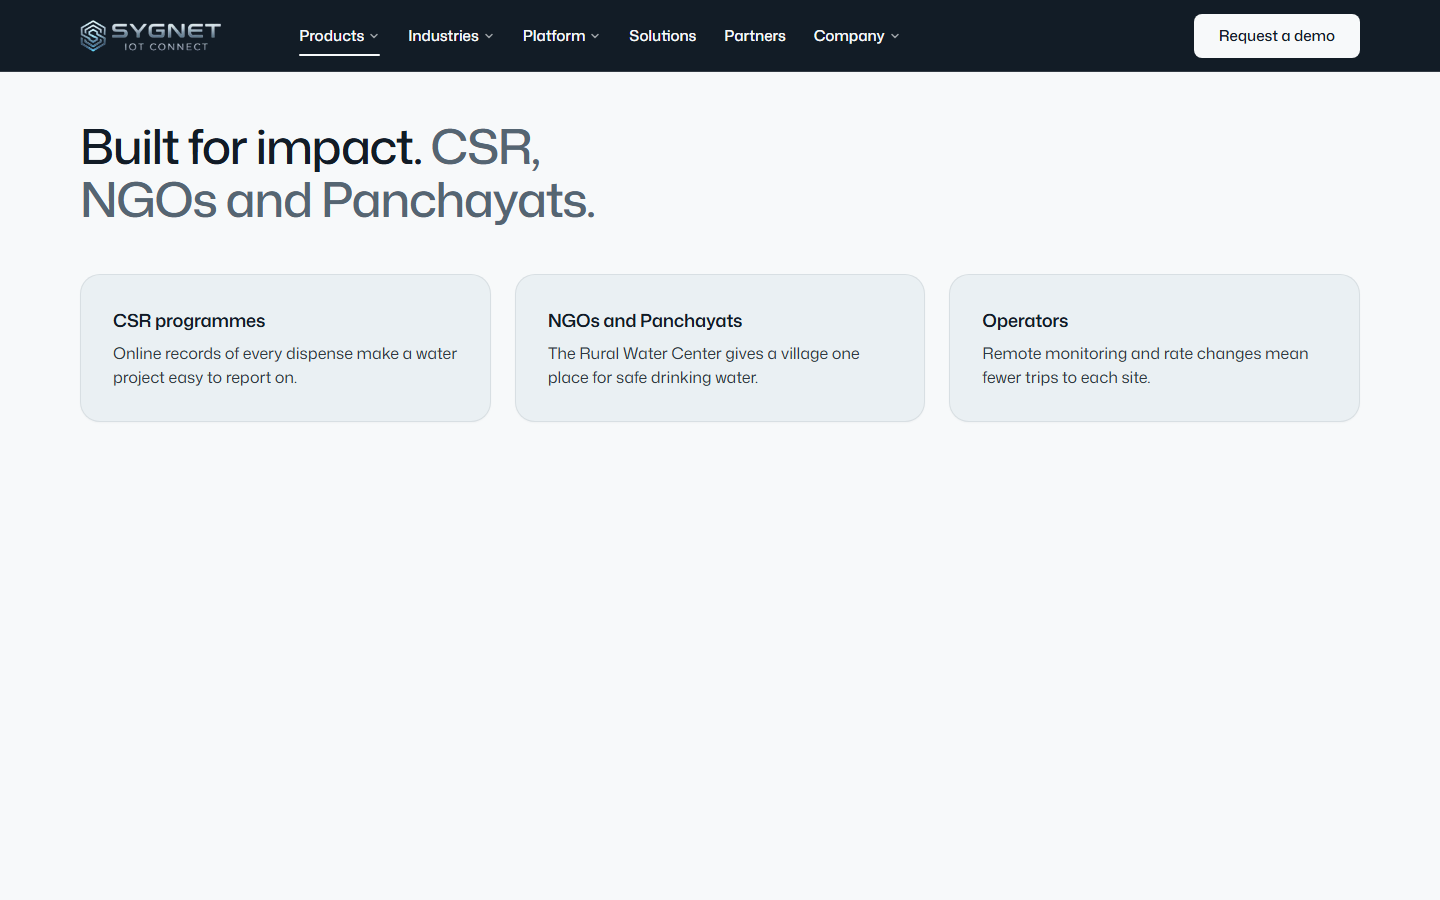 SYGNET
IOT CONNECT
Products
Industries
Platform
Solutions
Partners
Company
Request a demo
Built for impact. CSR,
NGOs and Panchayats.
CSR programmes
Online records of every dispense make a water
project easy to report on.
NGOs and Panchayats
The Rural Water Center gives a village one
place for safe drinking water.
Operators
Remote monitoring and rate changes mean
fewer trips to each site.